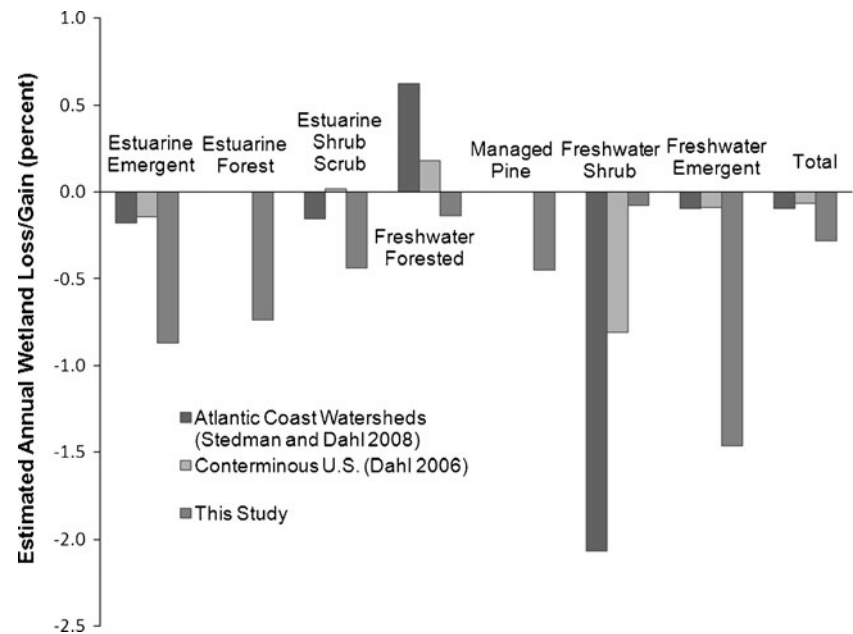 Estimated Annual Wetland Loss/Gain (percent)
1.0
0.5
0.0
-0.5
-1.0
-1.5
-2.0
-2.5
Estuarine
Emergent
Estuarine
Forest
Estuarine
Shrub
Scrub
Freshwater
Forested
Managed
Pine
Freshwater
Shrub
Freshwater
Emergent
Total
Atlantic Coast Watersheds
(Stedman and Dahl 2008)
Conterminous U.S. (Dahl 2006)
This Study